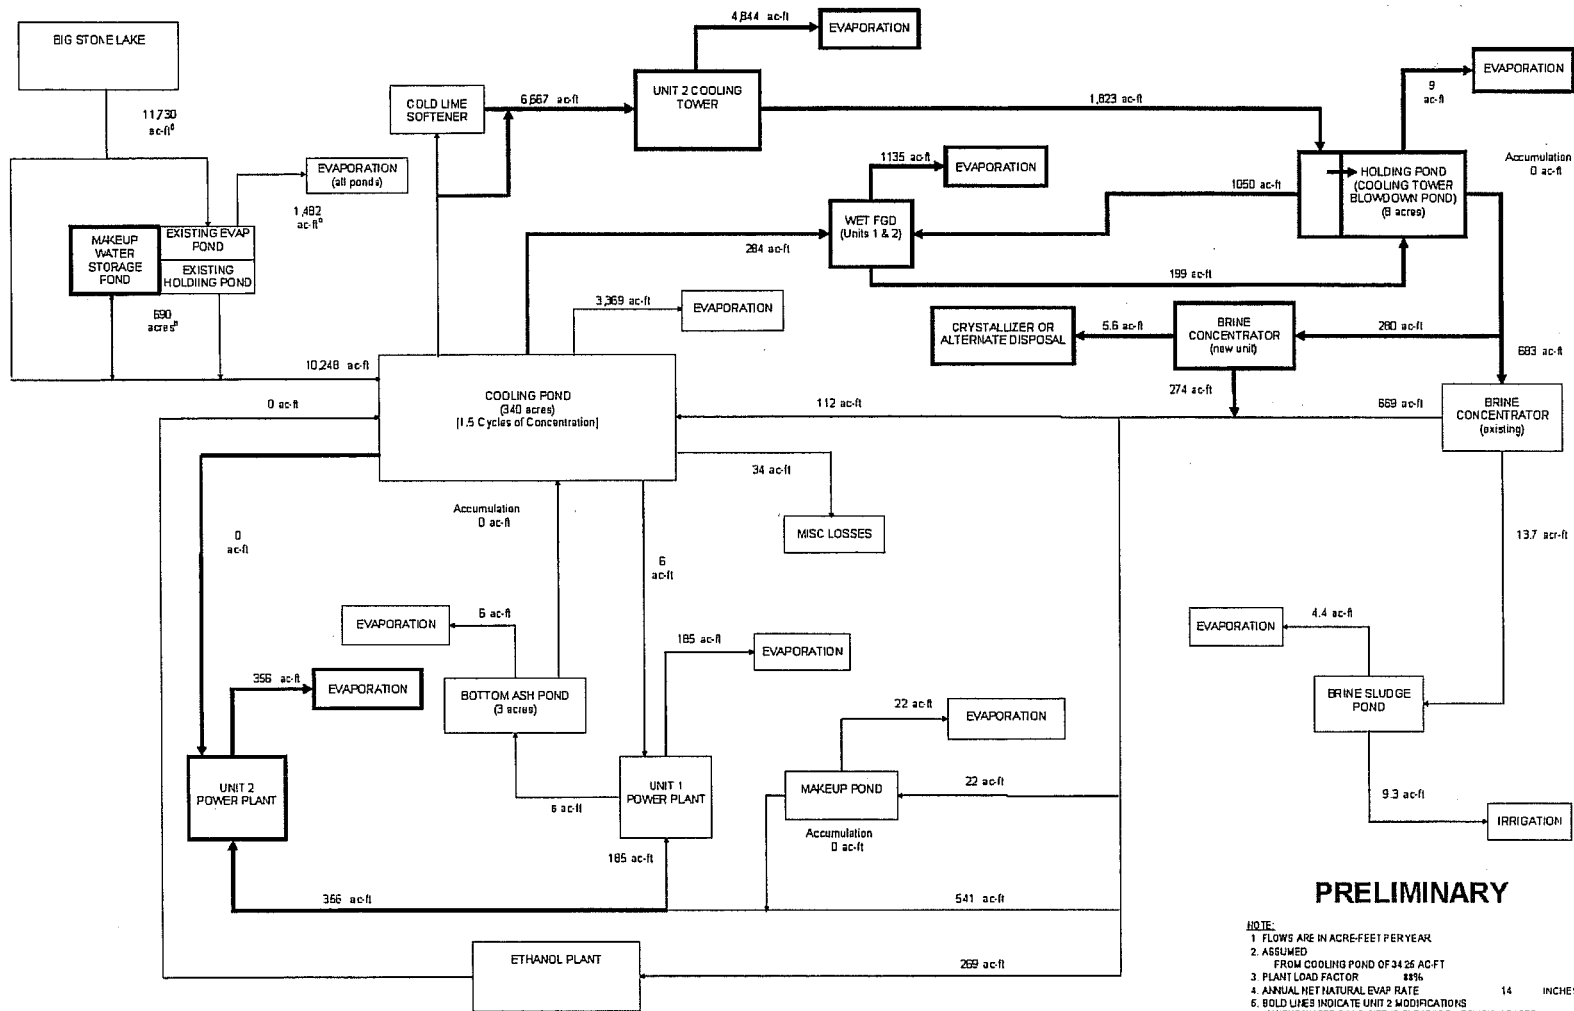 BIG STONE LAKE
11,730
ac-ft
EVAPORATION
(all ponds)
1,482
ac-ft
MAKEUP
WATER
STORAGE
POND
EXISTING EVAP
POND
EXISTING
HOLDIING POND
690
acres
10,248 ac-ft
0 ac-ft
COLD LIME
SOFTENER
6,667 ac-ft
4,844 ac-ft
EVAPORATION
UNIT 2 COOLING
TOWER
1,823 ac-ft
9
ac-ft
EVAPORATION
Accumulation
0 ac-ft
1135 ac-ft
EVAPORATION
WET FGD
(Units 1 & 2)
284 ac-ft
1050 ac-ft
HOLDING POND
(COOLING TOWER
BLOWDOWN POND)
(8 acres)
199 ac-ft
3,369 ac-ft
EVAPORATION
CRYSTALLIZER OR
ALTERNATE DISPOSAL
5.6 ac-ft
BRINE
CONCENTRATOR
(new unit)
280 ac-ft
683 ac-ft
274 ac-ft
COOLING POND
(340 acres)
[1.5 Cycles of Concentration]
112 ac-ft
669 ac-ft
BRINE
CONCENTRATOR
(existing)
34 ac-ft
MISC LOSSES
Accumulation
0 ac-ft
0
ac-ft
6
ac-ft
13.7 acr-ft
6 ac-ft
EVAPORATION
185 ac-ft
EVAPORATION
4.4 ac-ft
EVAPORATION
356 ac-ft
EVAPORATION
BOTTOM ASH POND
(3 acres)
22 ac-ft
EVAPORATION
BRINE SLUDGE
POND
UNIT 2
POWER PLANT
6 ac-ft
UNIT 1
POWER PLANT
MAKEUP POND
22 ac-ft
Accumulation
0 ac-ft
9.3 ac-ft
IRRIGATION
185 ac-ft
356 ac-ft
541 ac-ft
ETHANOL PLANT
269 ac-ft
PRELIMINARY
NOTE:
1 FLOWS ARE IN ACRE-FEET PER YEAR
2. ASSUMED
FROM COOLING POND OF 34.26 AC-FT
3. PLANT LOAD FACTOR 88%
4. ANNUAL NET NATURAL EVAP RATE 14 INCHES
5. BOLD LINES INDICATE UNIT 2 MODIFICATIONS